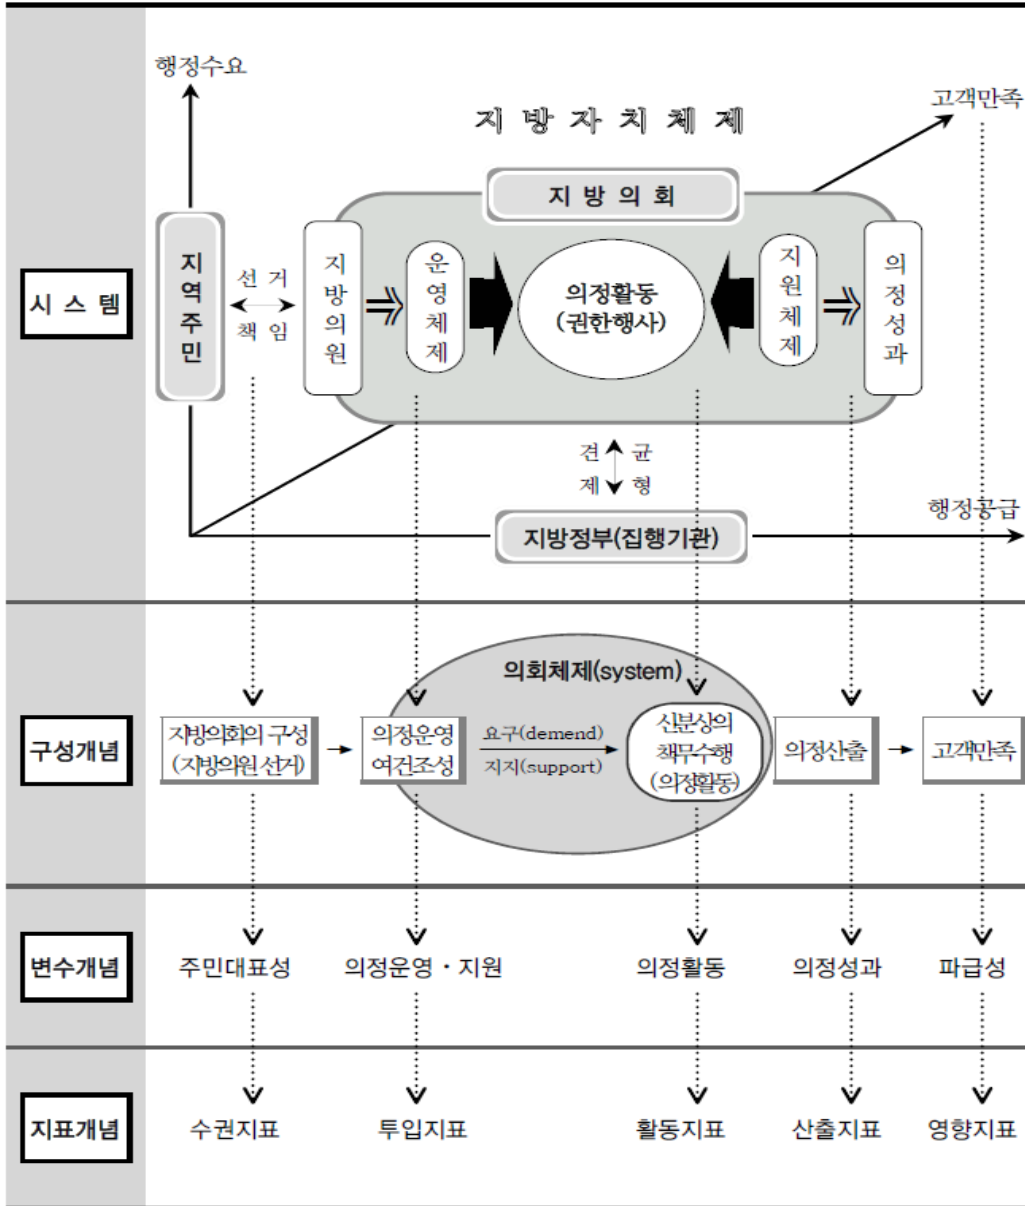 행정수요
고객만족
지 방 자 치 체 제
지 방 의 회
시 스 템
지역주민
선 거
책 임
지방의원
운영체제
의정활동
(권한행사)
지원체제
의정성과
견 균
제 형
행정공급
지방정부(집행기관)
구성개념
의회체제(system)
지방의회의 구성
(지방의원 선거)
의정운영
여건조성
요구(demend)
지지(support)
신분상의
책무수행
(의정활동)
의정산출
고객만족
변수개념
주민대표성
의정운영・지원
의정활동
의정성과
파급성
지표개념
수권지표
투입지표
활동지표
산출지표
영향지표